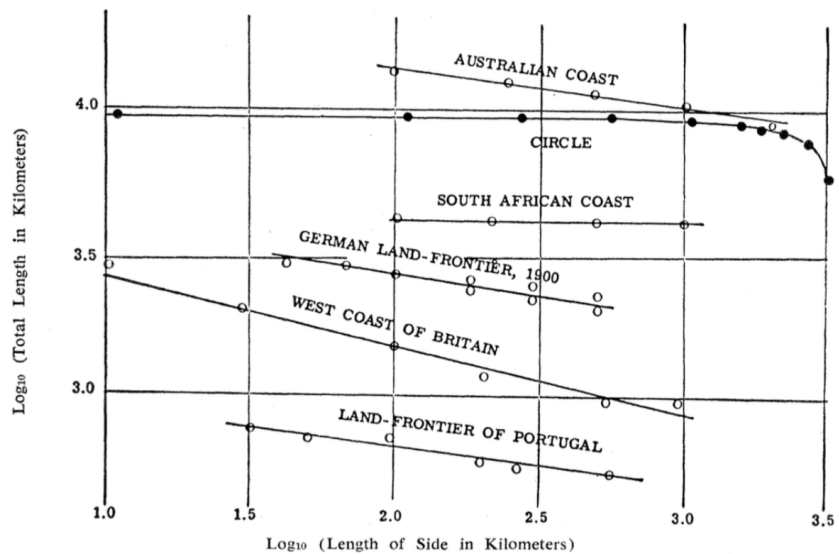 AUSTRALIAN COAST
4.0
CIRCLE
SOUTH AFRICAN COAST
GERMAN LAND-FRONTIER, 1900
3.5
WEST COAST OF BRITAIN
3.0
LAND-FRONTIER OF PORTUGAL
Log₁₀ (Total Length in Kilometers)
1.0 1.5 2.0 2.5 3.0 3.5
Log₁₀ (Length of Side in Kilometers)